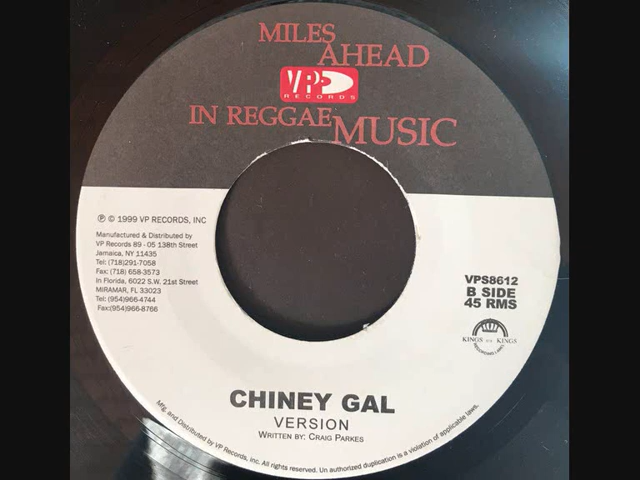 MILES
AHEAD
VP
RECORDS
IN REGGAE MUSIC
℗ © 1999 VP RECORDS, INC
Manufactured & Distributed by
VP Records 89 - 05 138th Street
Jamaica, NY 11435
Tel: (718)291-7058
Fax: (718) 658-3573
In Florida, 6022 S.W. 21st Street
MIRAMAR, FL 33023
Tel: (954)966-4744
Fax:(954)966-8766
VPS8612
B SIDE
45 RMS
KINGS OF KINGS
CHINEY GAL
VERSION
WRITTEN BY: CRAIG PARKES
Mfg. and Distributed by VP Records, Inc. All rights reserved. Un authorized duplication is a violation of applicable laws.